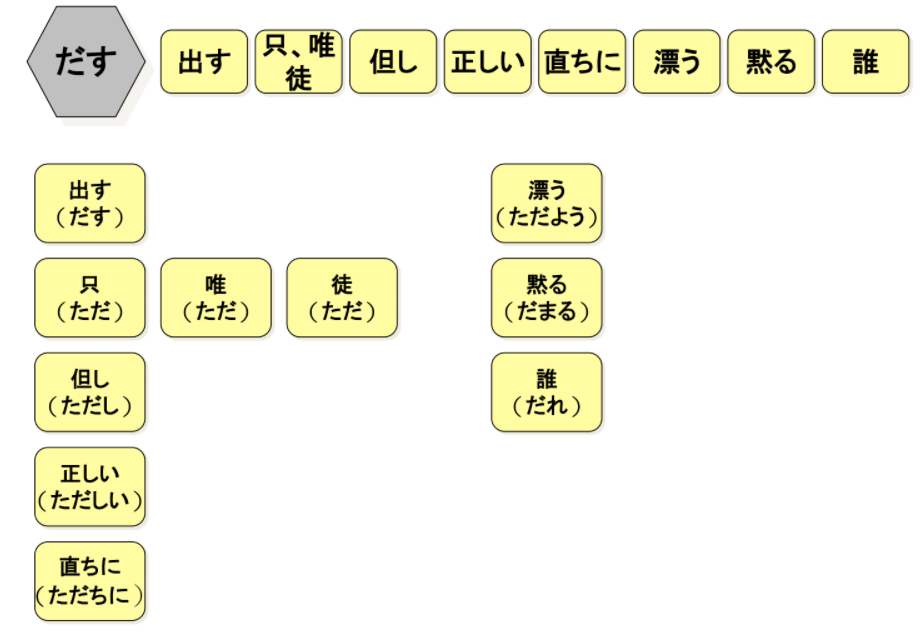 だす
出す
只、唯
徒
但し
正しい
直ちに
漂う
黙る
誰
出す
（だす）
漂う
（ただよう）
只
（ただ）
唯
（ただ）
徒
（ただ）
黙る
（だまる）
但し
（ただし）
誰
（だれ）
正しい
（ただしい）
直ちに
（ただちに）